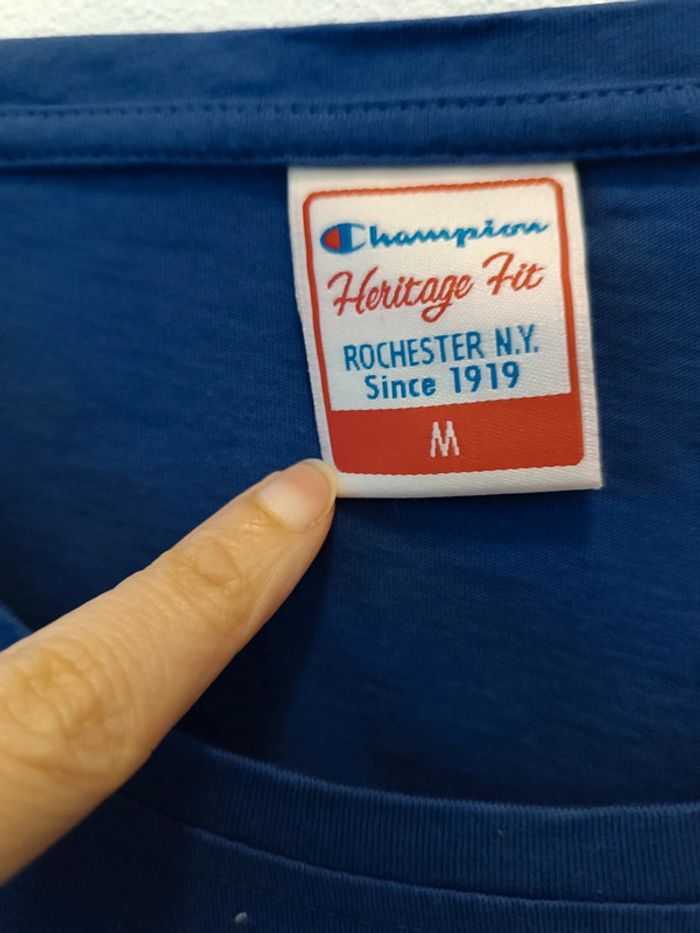 Champion
Heritage Fit
ROCHESTER N.Y.
Since 1919
M